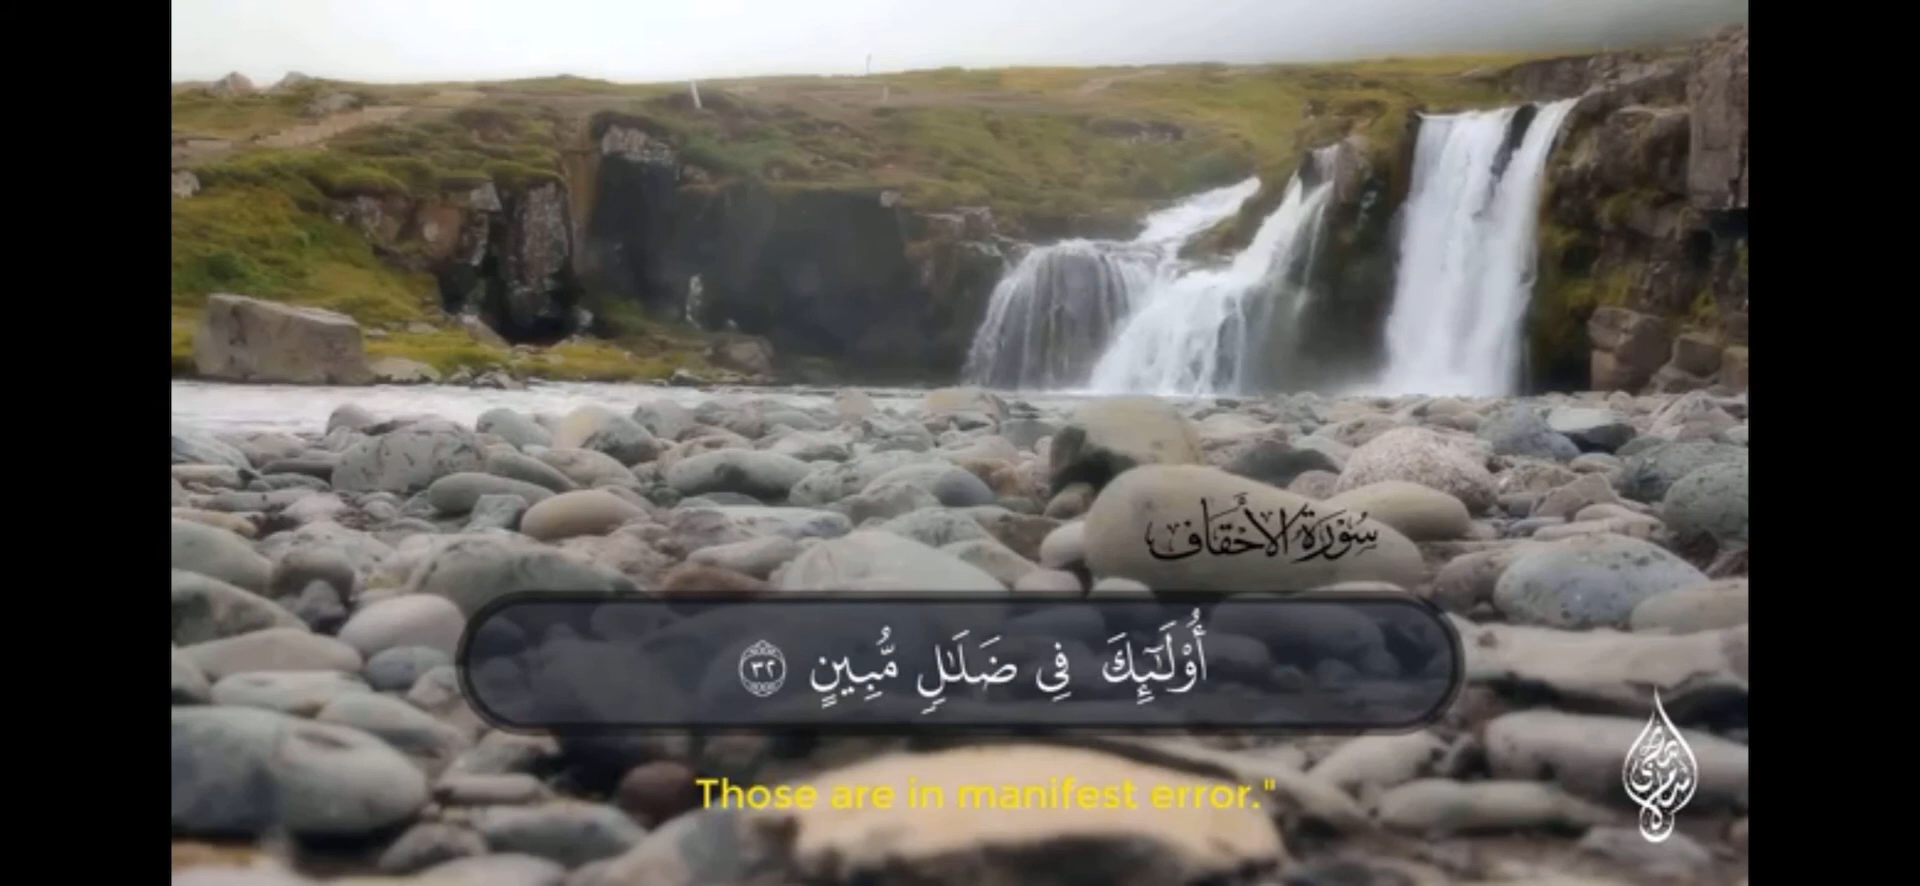 سُورَةُ الأَحْقَاف
أُو۟لَـٰٓئِكَ فِى ضَلَـٰلٍ مُّبِينٍ ٣٢
Those are in manifest error."